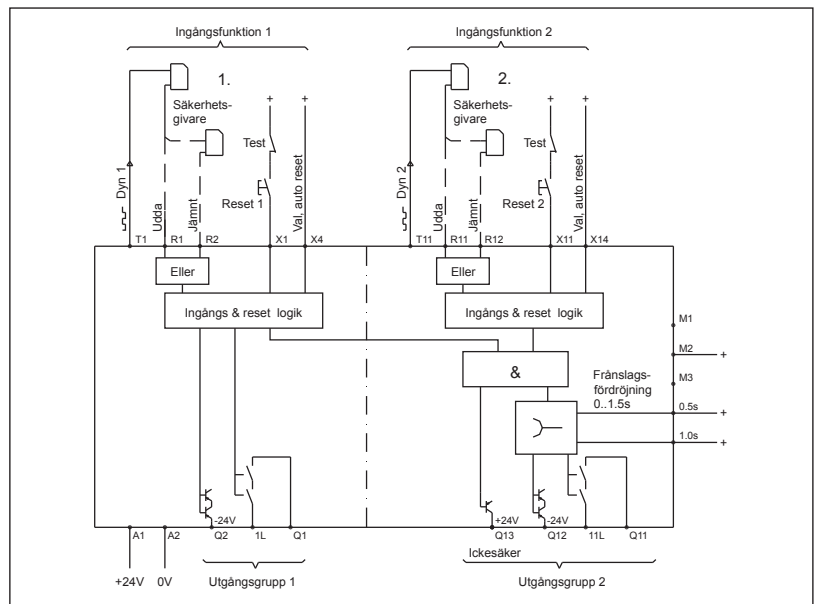 Ingångsfunktion 1
Ingångsfunktion 2
1.
2.
Säkerhets-
givare
Säkerhets-
givare
+
+
+
+
Test
Test
Dyn 1
Udda
Jämnt
Reset 1
Val, auto reset
Dyn 2
Udda
Jämnt
Reset 2
Val, auto reset
T1
R1
R2
X1
X4
T11
R11
R12
X11
X14
Eller
Eller
Ingångs & reset logik
Ingångs & reset logik
M1
M2
+
&
Frånslags-
fördröjning
0..1.5s
M3
0.5s
+
1.0s
+
-24V
+24V
-24V
A1
A2
Q2
1L
Q1
Q13
Q12
11L
Q11
Ickesäker
+24V
0V
Utgångsgrupp 1
Utgångsgrupp 2